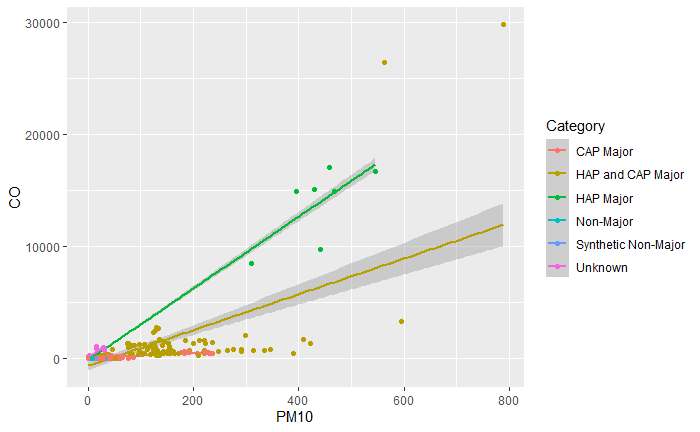 30000
20000
10000
0
CO
0
200
400
600
800
PM10
Category
CAP Major
HAP and CAP Major
HAP Major
Non-Major
Synthetic Non-Major
Unknown